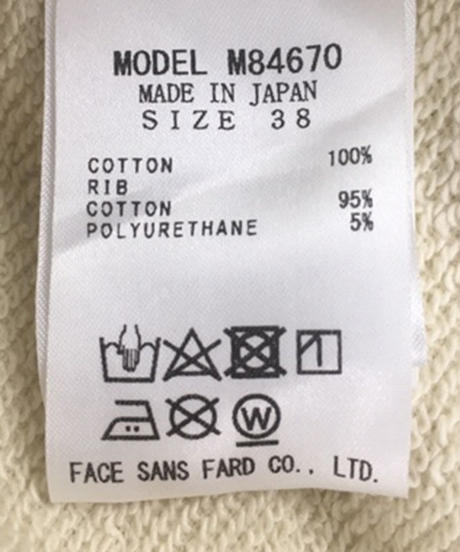 MODEL M84670
MADE IN JAPAN
SIZE 38
COTTON 100%
RIB
COTTON 95%
POLYURETHANE 5%
W
FACE SANS FARD CO., LTD.